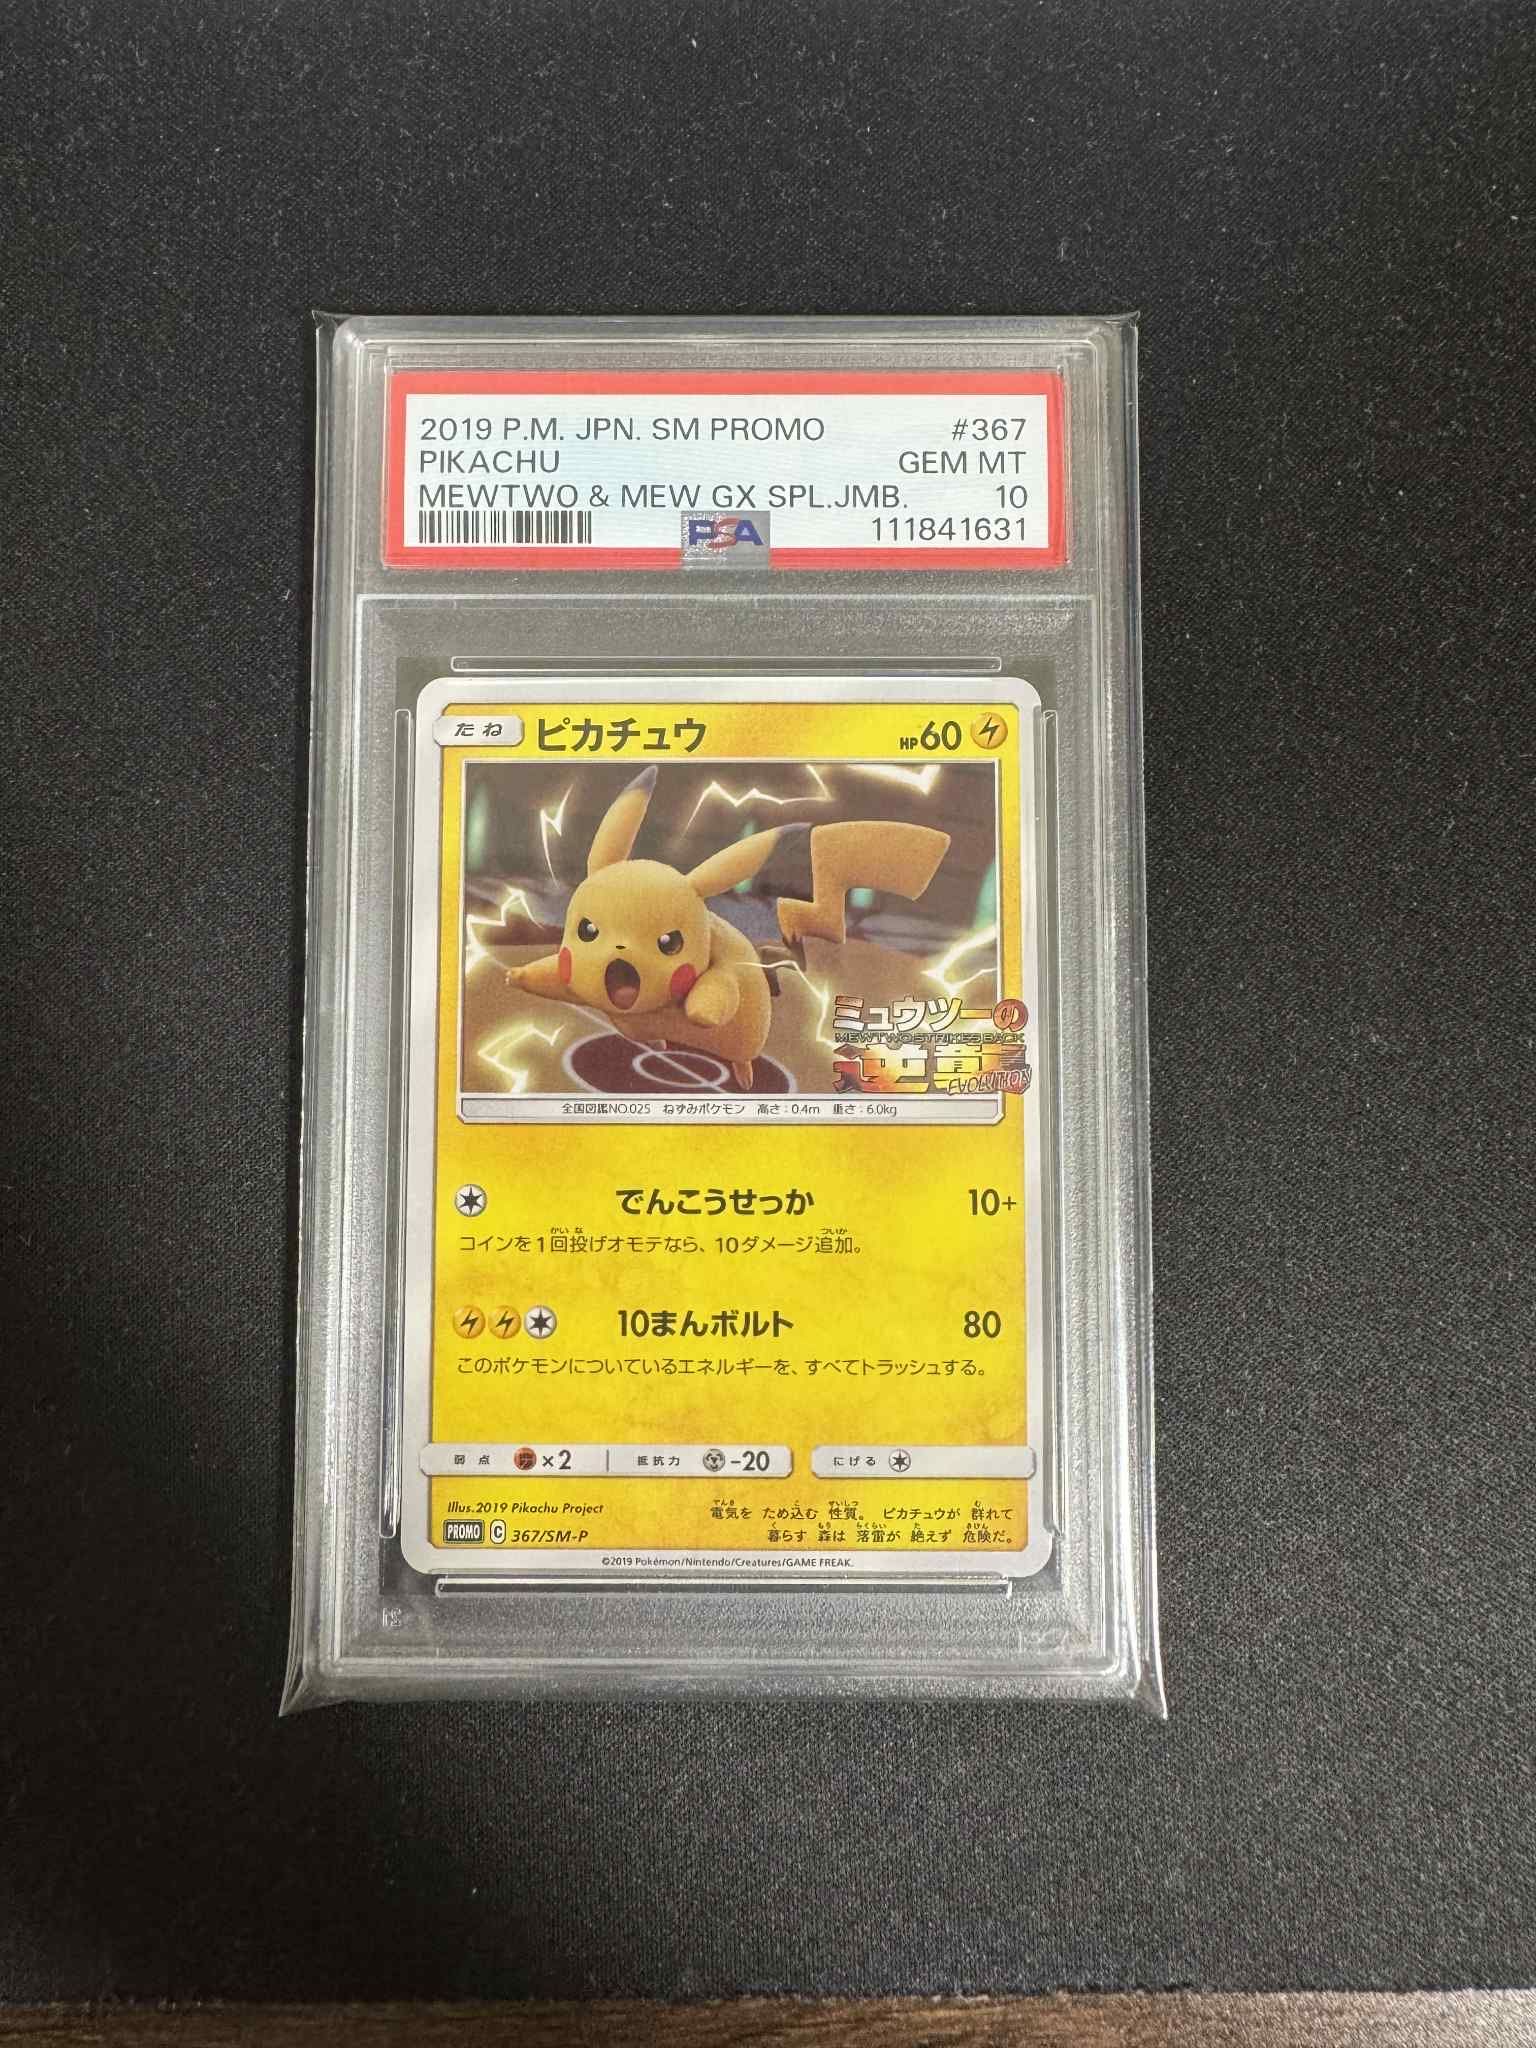 2019 P.M. JPN. SM PROMO #367
PIKACHU GEM MT
MEWTWO & MEW GX SPL.JMB. 10
PSA 111841631
たね ピカチュウ HP60
ミュウツーの
MEWTWO STRIKES BACK
逆襲
EVOLUTION
全国図鑑NO.025 ねずみポケモン 高さ:0.4m 重さ:6.0kg
でんこうせっか 10+
コインを1回投げオモテなら、10ダメージ追加。
10まんボルト 80
このポケモンについているエネルギーを、すべてトラッシュする。
弱点 ×2 抵抗力 -20 にげる
Illus.2019 Pikachu Project
電気を ため込む 性質。 ピカチュウが 群れて
PROMO C 367/SM-P
暮らす 森は 落雷が 絶えず 危険だ。
©2019 Pokémon/Nintendo/Creatures/GAME FREAK.